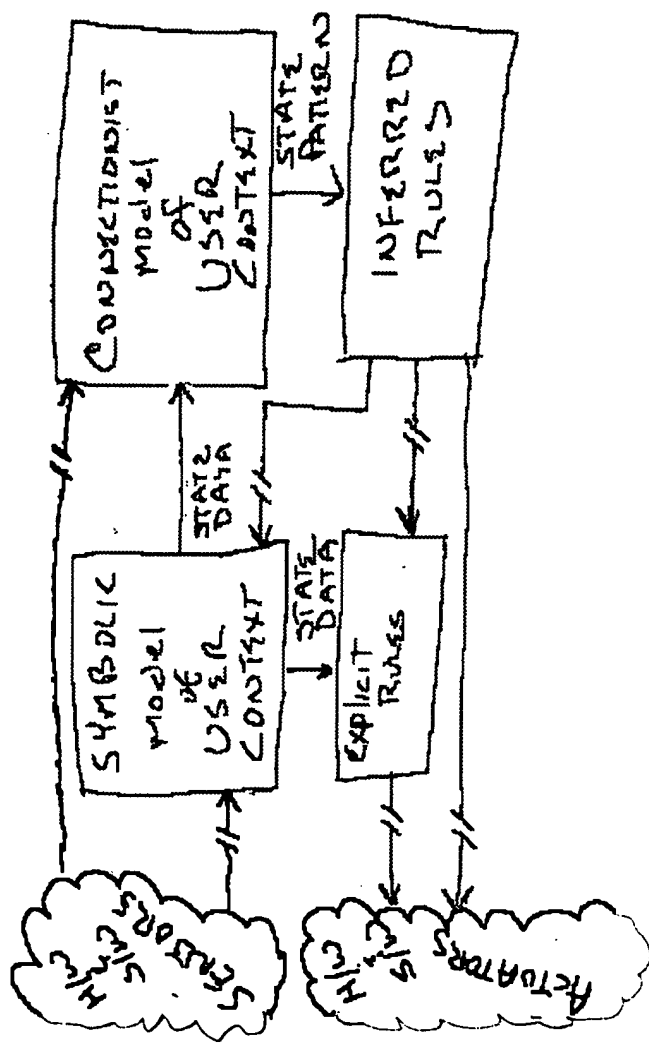 CONNECTIONIST
MODEL
OF
USER
CONTEXT
STATE
PATTERN
INFERRED
RULES
STATE
DATA
SYMBOLIC
MODEL
OF
USER
CONTEXT
STATE
DATA
EXPLICIT
RULES
H/W
S/W
SENSORS
H/W
S/W
ACTUATORS